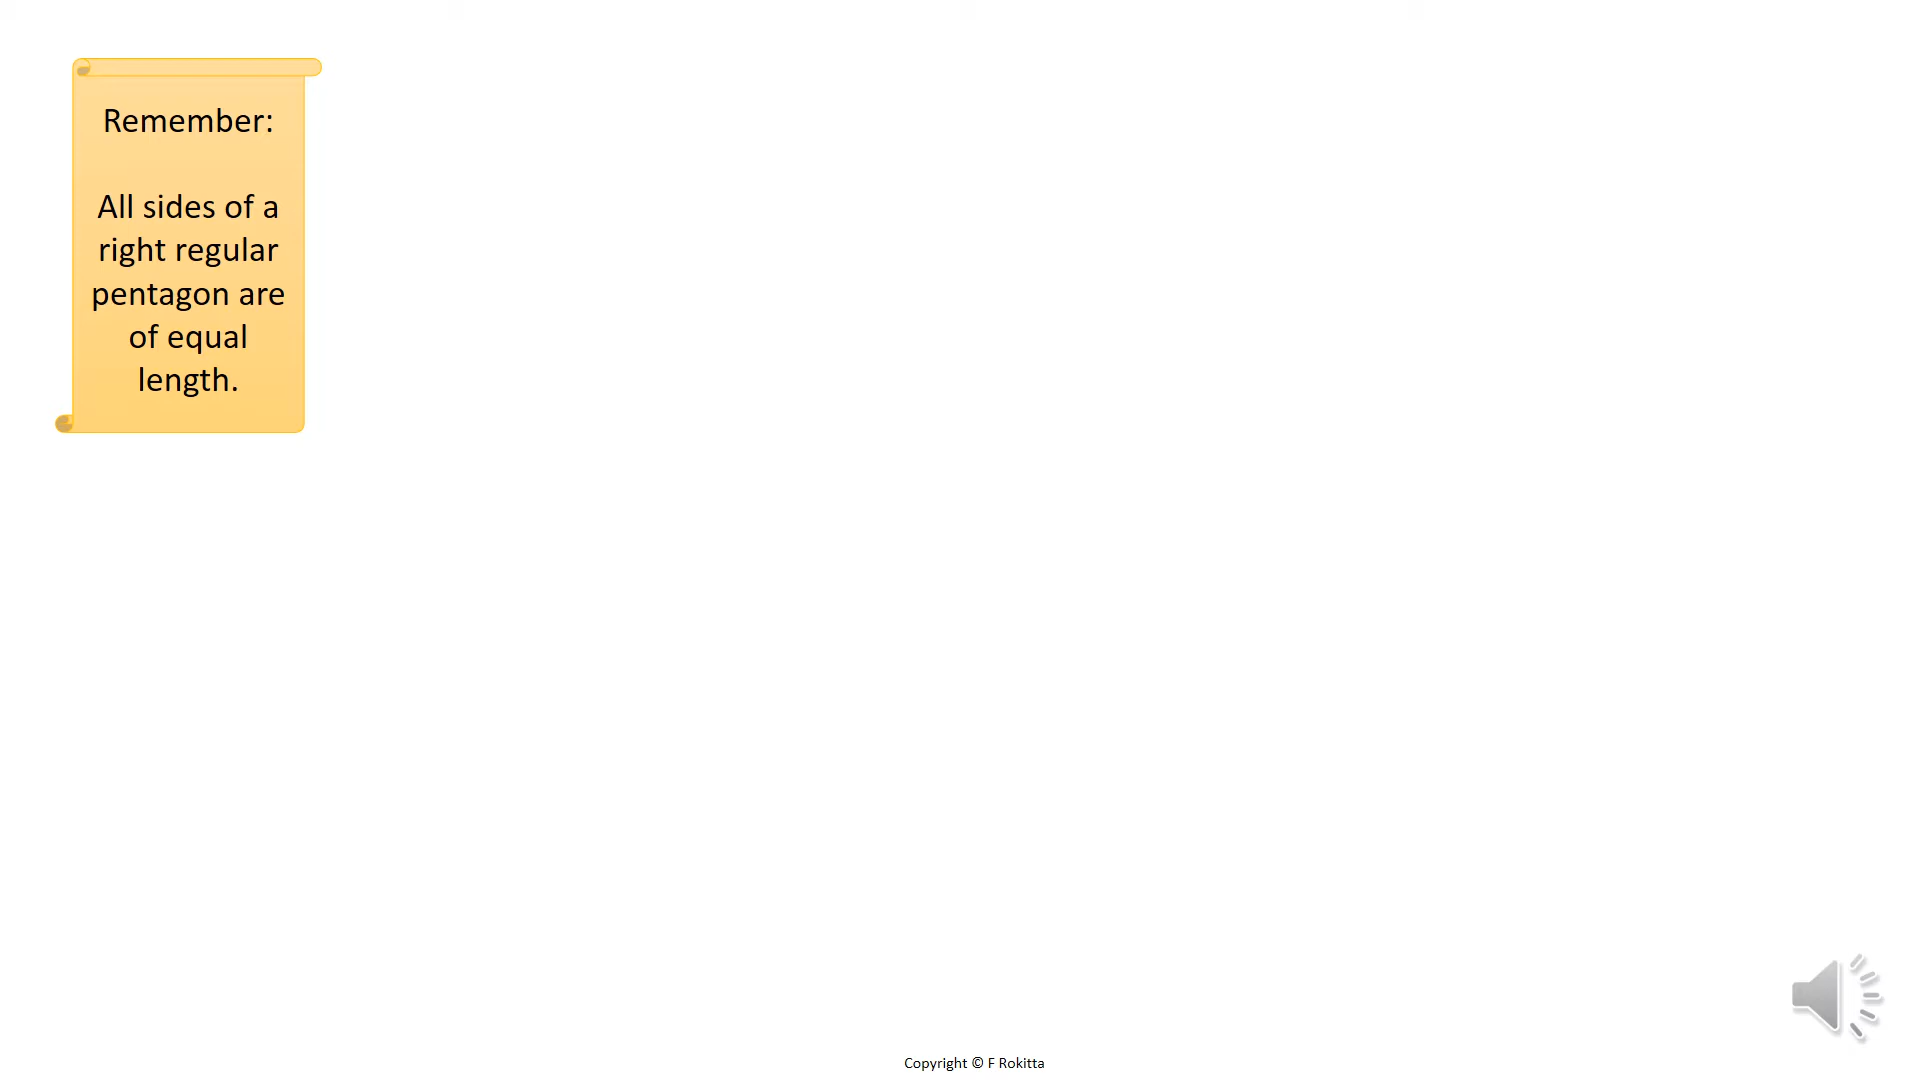 Remember:
All sides of a
right regular
pentagon are
of equal
length.
Copyright © F Rokitta